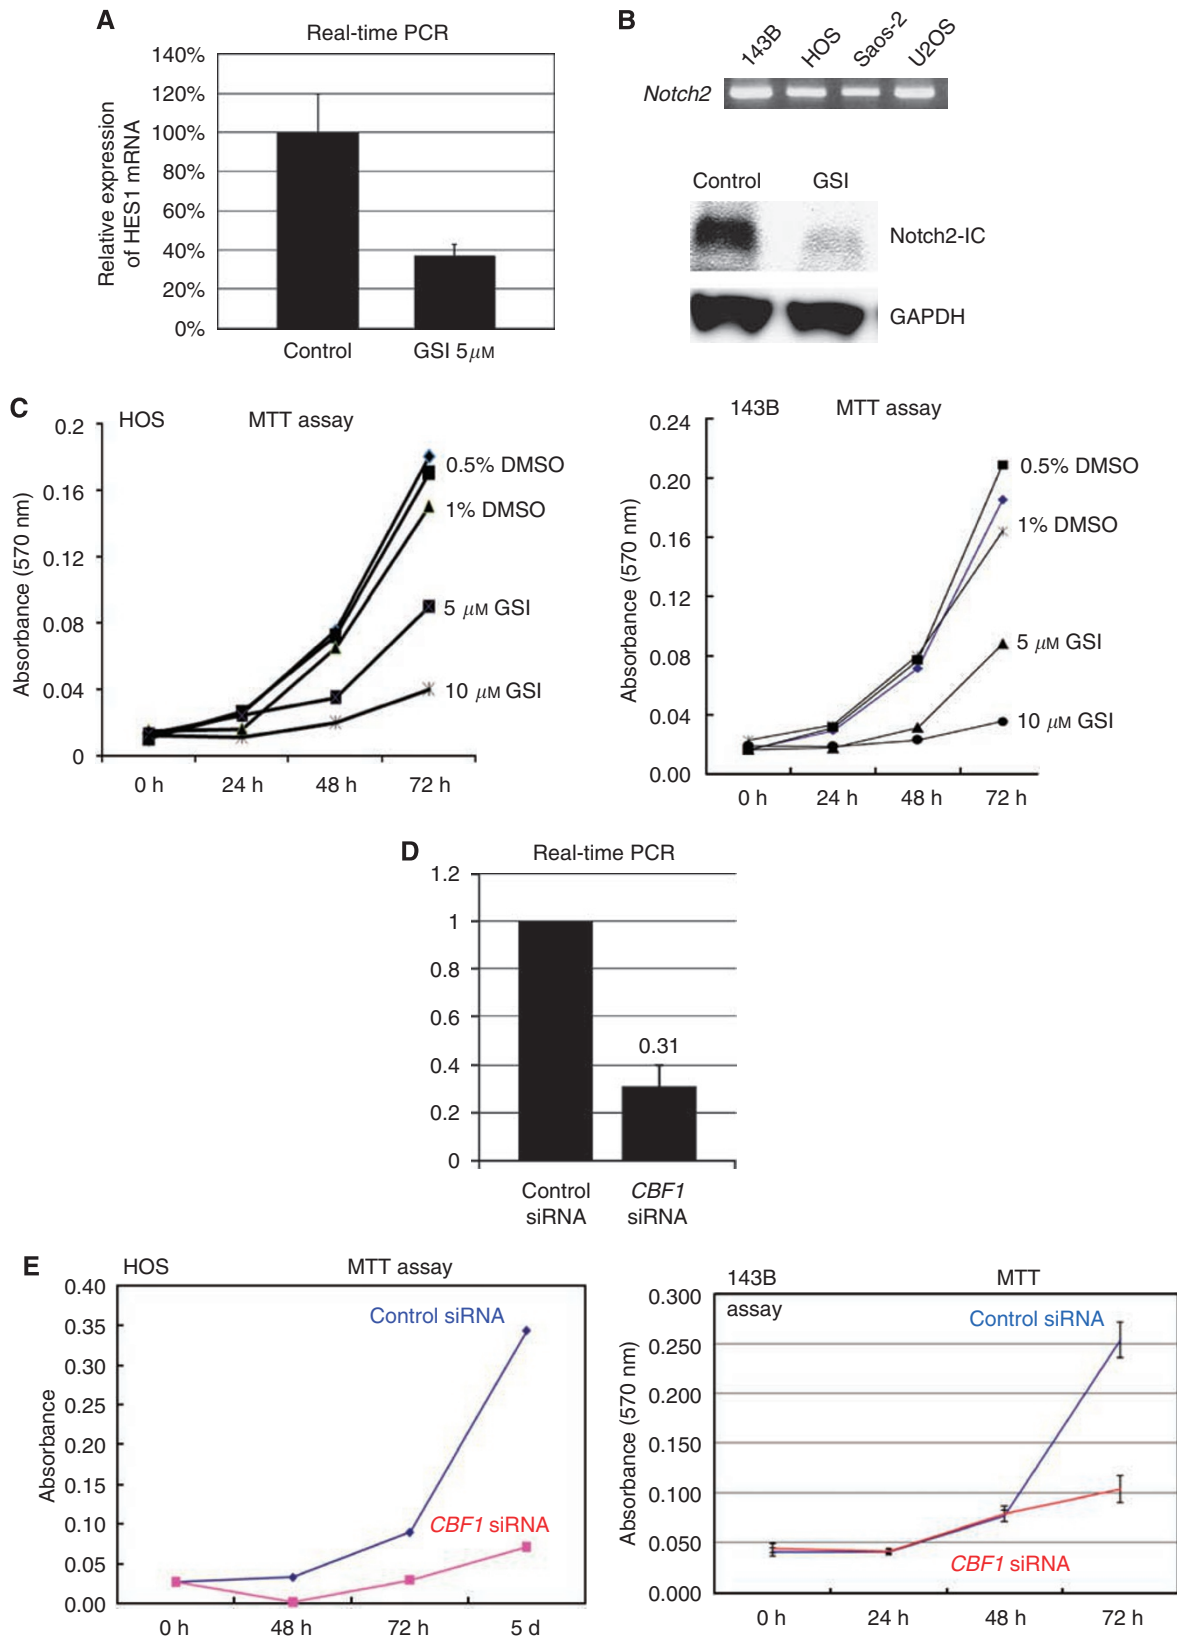 A
Real-time PCR
Relative expression
of HES1 mRNA
140%
120%
100%
80%
60%
40%
20%
0%
Control
GSI 5 μM
B
143B
HOS
Saos-2
U2OS
Notch2
Control
GSI
Notch2-IC
GAPDH
C
HOS
MTT assay
Absorbance (570 nm)
0.2
0.16
0.12
0.08
0.04
0
0.5% DMSO
1% DMSO
5 μM GSI
10 μM GSI
0 h
24 h
48 h
72 h
143B
MTT assay
Absorbance (570 nm)
0.24
0.20
0.16
0.12
0.08
0.04
0.00
0.5% DMSO
1% DMSO
5 μM GSI
10 μM GSI
0 h
24 h
48 h
72 h
D
Real-time PCR
1.2
1
0.8
0.6
0.4
0.2
0
0.31
Control
siRNA
CBF1
siRNA
E
HOS
MTT assay
Absorbance
0.40
0.35
0.30
0.25
0.20
0.15
0.10
0.05
0.00
Control siRNA
CBF1 siRNA
0 h
48 h
72 h
5 d
143B
MTT
assay
Absorbance (570 nm)
0.300
0.250
0.200
0.150
0.100
0.050
0.000
Control siRNA
CBF1 siRNA
0 h
24 h
48 h
72 h